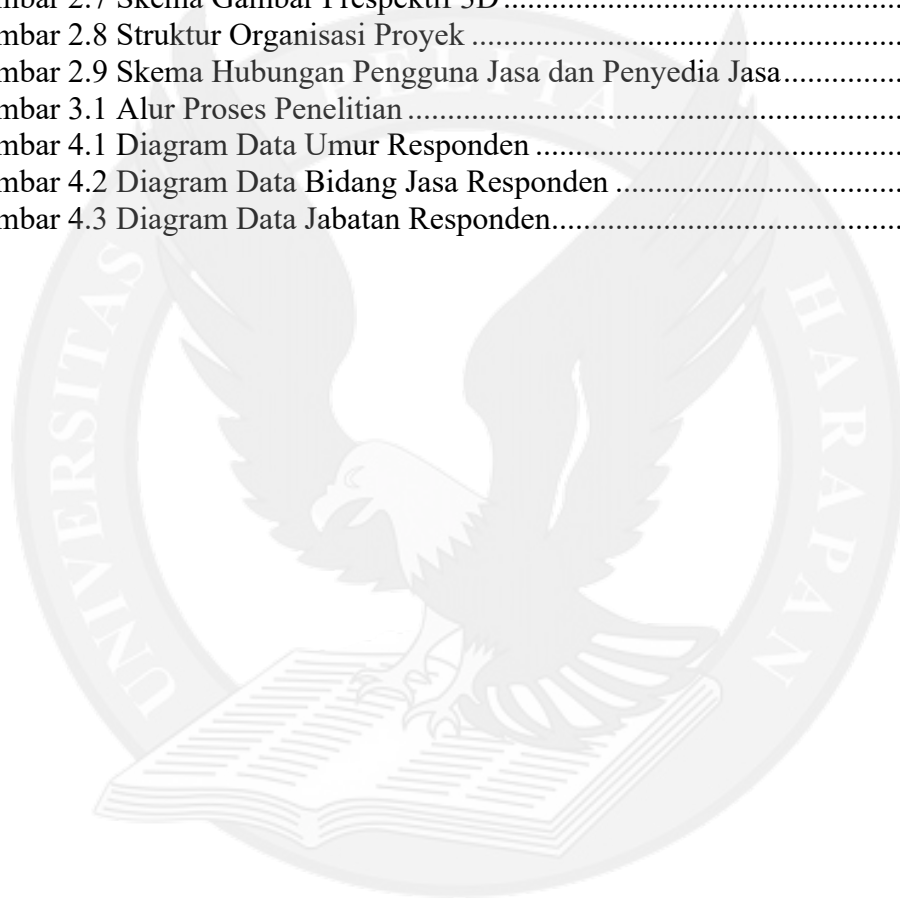 mbar 2.7 Skema Gambar Prespektif 3D....................................................
mbar 2.8 Struktur Organisasi Proyek ......................................................
mbar 2.9 Skema Hubungan Pengguna Jasa dan Penyedia Jasa...............
mbar 3.1 Alur Proses Penelitian ..............................................................
mbar 4.1 Diagram Data Umur Responden ..............................................
mbar 4.2 Diagram Data Bidang Jasa Responden ...................................
mbar 4.3 Diagram Data Jabatan Responden............................................
UNIVERSITAS PELITA HARAPAN